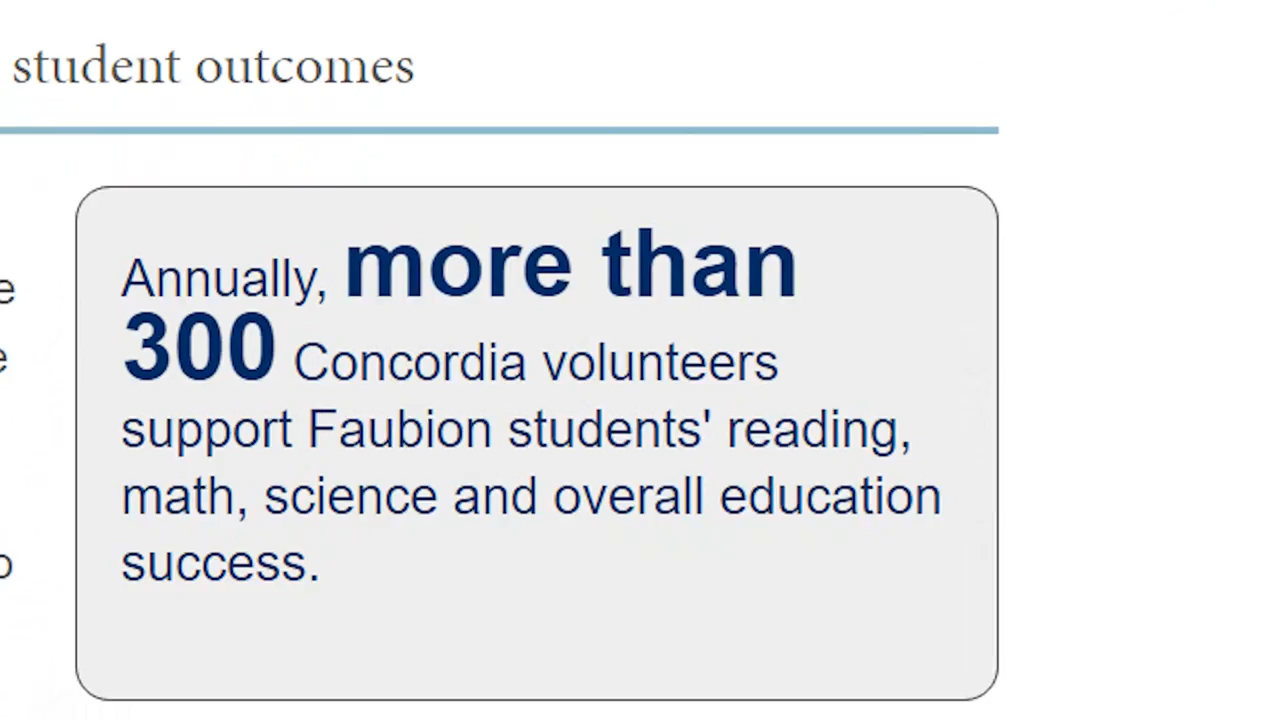 student outcomes
Annually, more than
300 Concordia volunteers
support Faubion students' reading,
math, science and overall education
success.